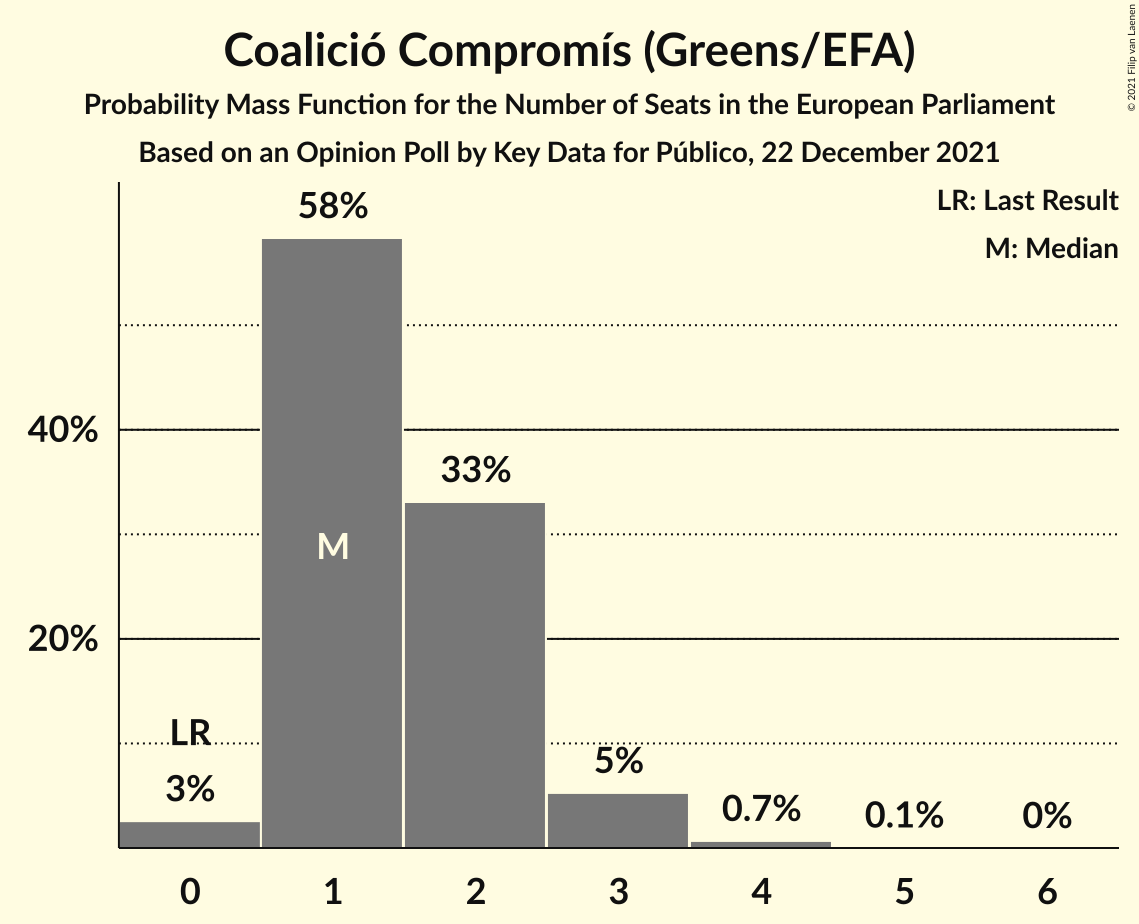 Coalició Compromís (Greens/EFA)
Probability Mass Function for the Number of Seats in the European Parliament
Based on an Opinion Poll by Key Data for Público, 22 December 2021
© 2021 Filip van Laenen
LR: Last Result
M: Median
58%
40%
33%
M
20%
LR
3%
5%
0.7%
0.1%
0%
0 1 2 3 4 5 6